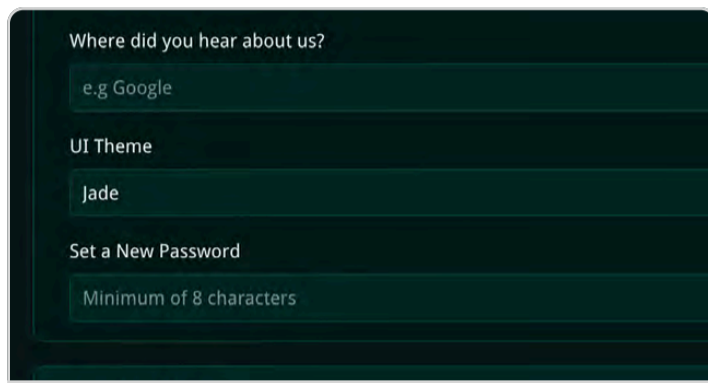 Where did you hear about us?
e.g Google
UI Theme
Jade
Set a New Password
Minimum of 8 characters